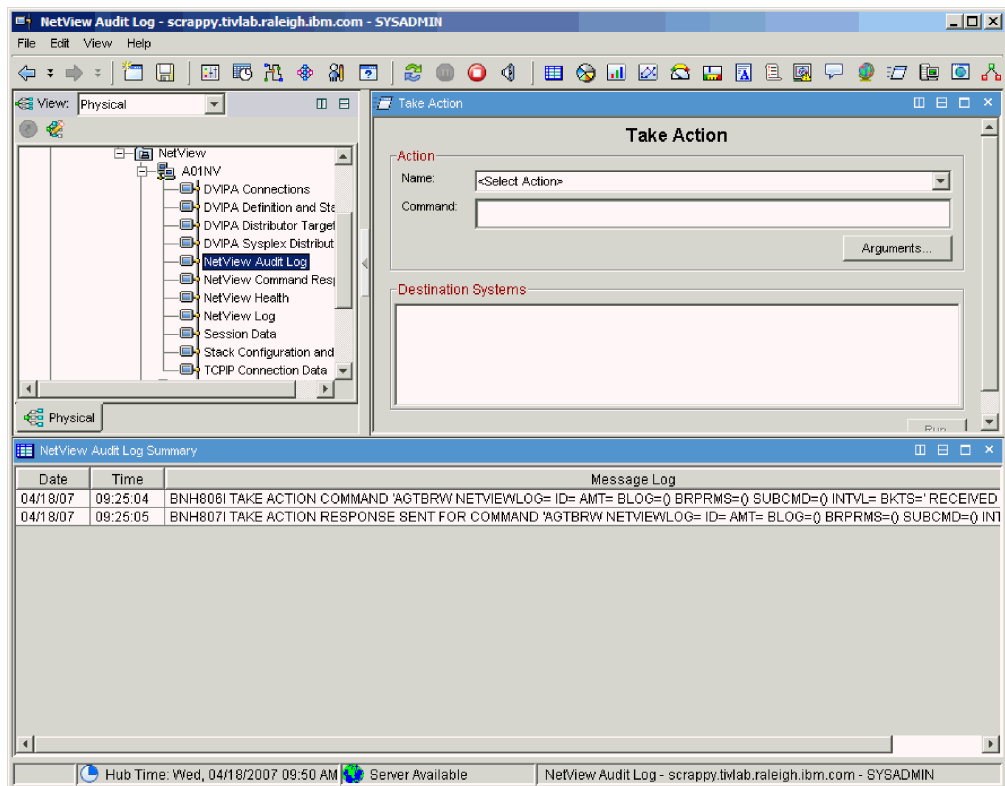 NetView Audit Log - scrappy.tivlab.raleigh.ibm.com - SYSADMIN
File Edit View Help
View: Physical
NetView
A01NV
DVIPA Connections
DVIPA Definition and Sta
DVIPA Distributor Target
DVIPA Sysplex Distribut
NetView Audit Log
NetView Command Resp
NetView Health
NetView Log
Session Data
Stack Configuration and
TCPIP Connection Data
Physical
Take Action
Take Action
Action
Name: <Select Action>
Command:
Arguments...
Destination Systems
Run
NetView Audit Log Summary
Date Time Message Log
04/18/07 09:25:04 BNH806I TAKE ACTION COMMAND 'AGTBRW NETVIEWLOG= ID= AMT= BLOG=() BRPRMS=() SUBCMD=() INTVL= BKTS=' RECEIVED
04/18/07 09:25:05 BNH807I TAKE ACTION RESPONSE SENT FOR COMMAND 'AGTBRW NETVIEWLOG= ID= AMT= BLOG=() BRPRMS=() SUBCMD=() INT
Hub Time: Wed, 04/18/2007 09:50 AM Server Available NetView Audit Log - scrappy.tivlab.raleigh.ibm.com - SYSADMIN